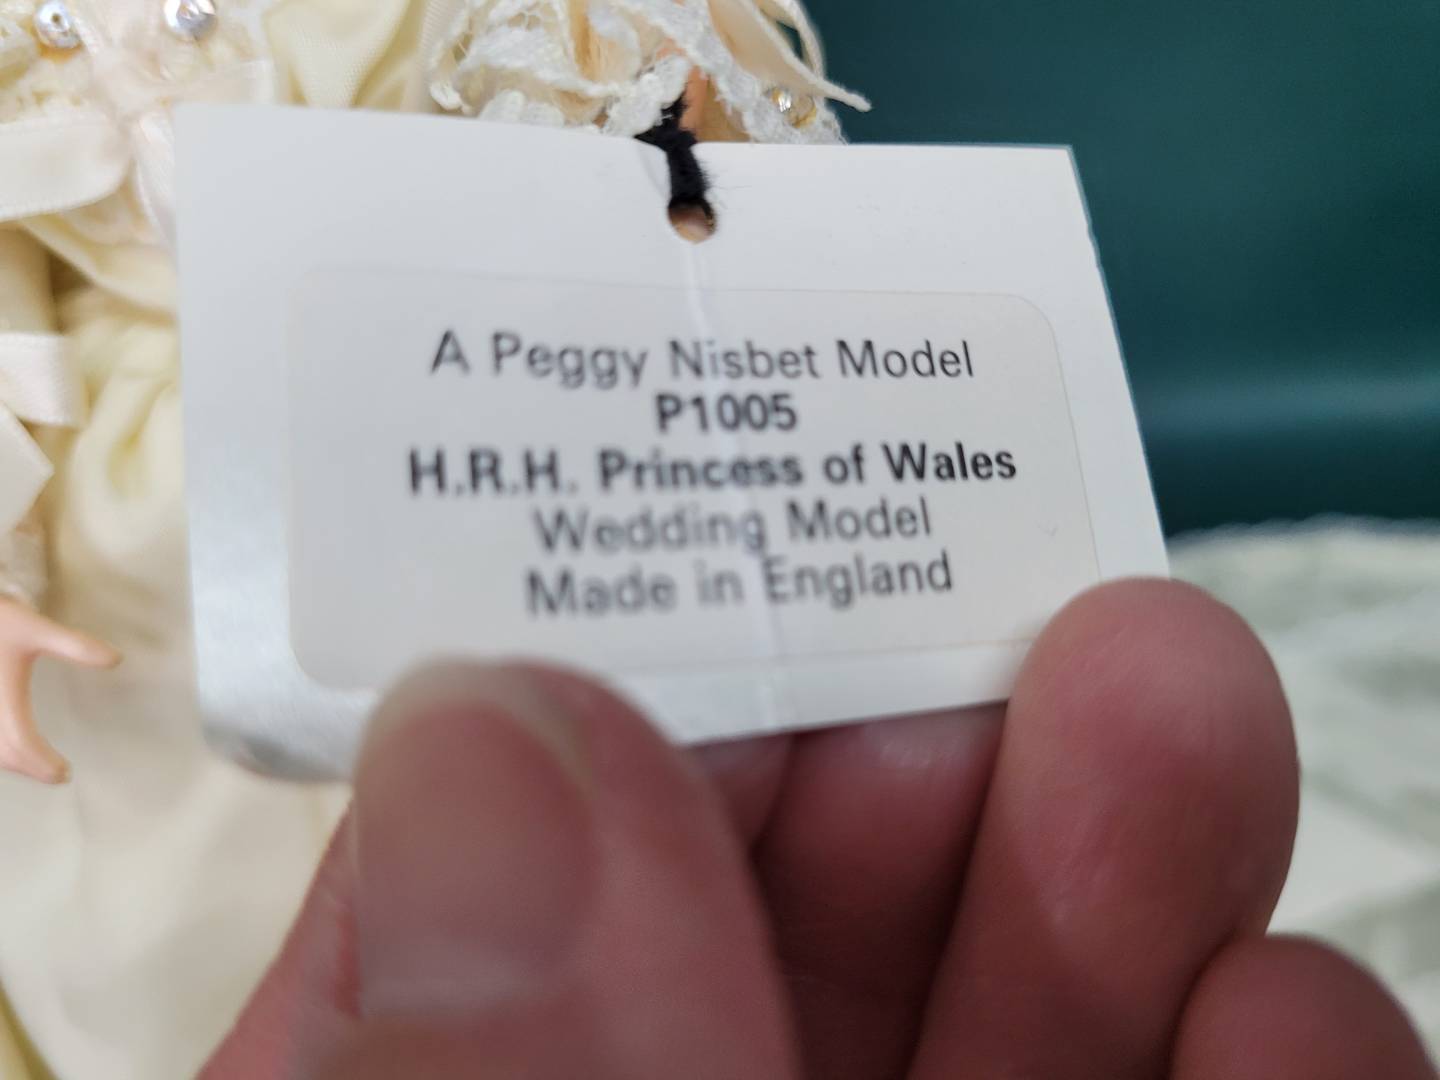 A Peggy Nisbet Model
P1005
H.R.H. Princess of Wales
Wedding Model
Made in England